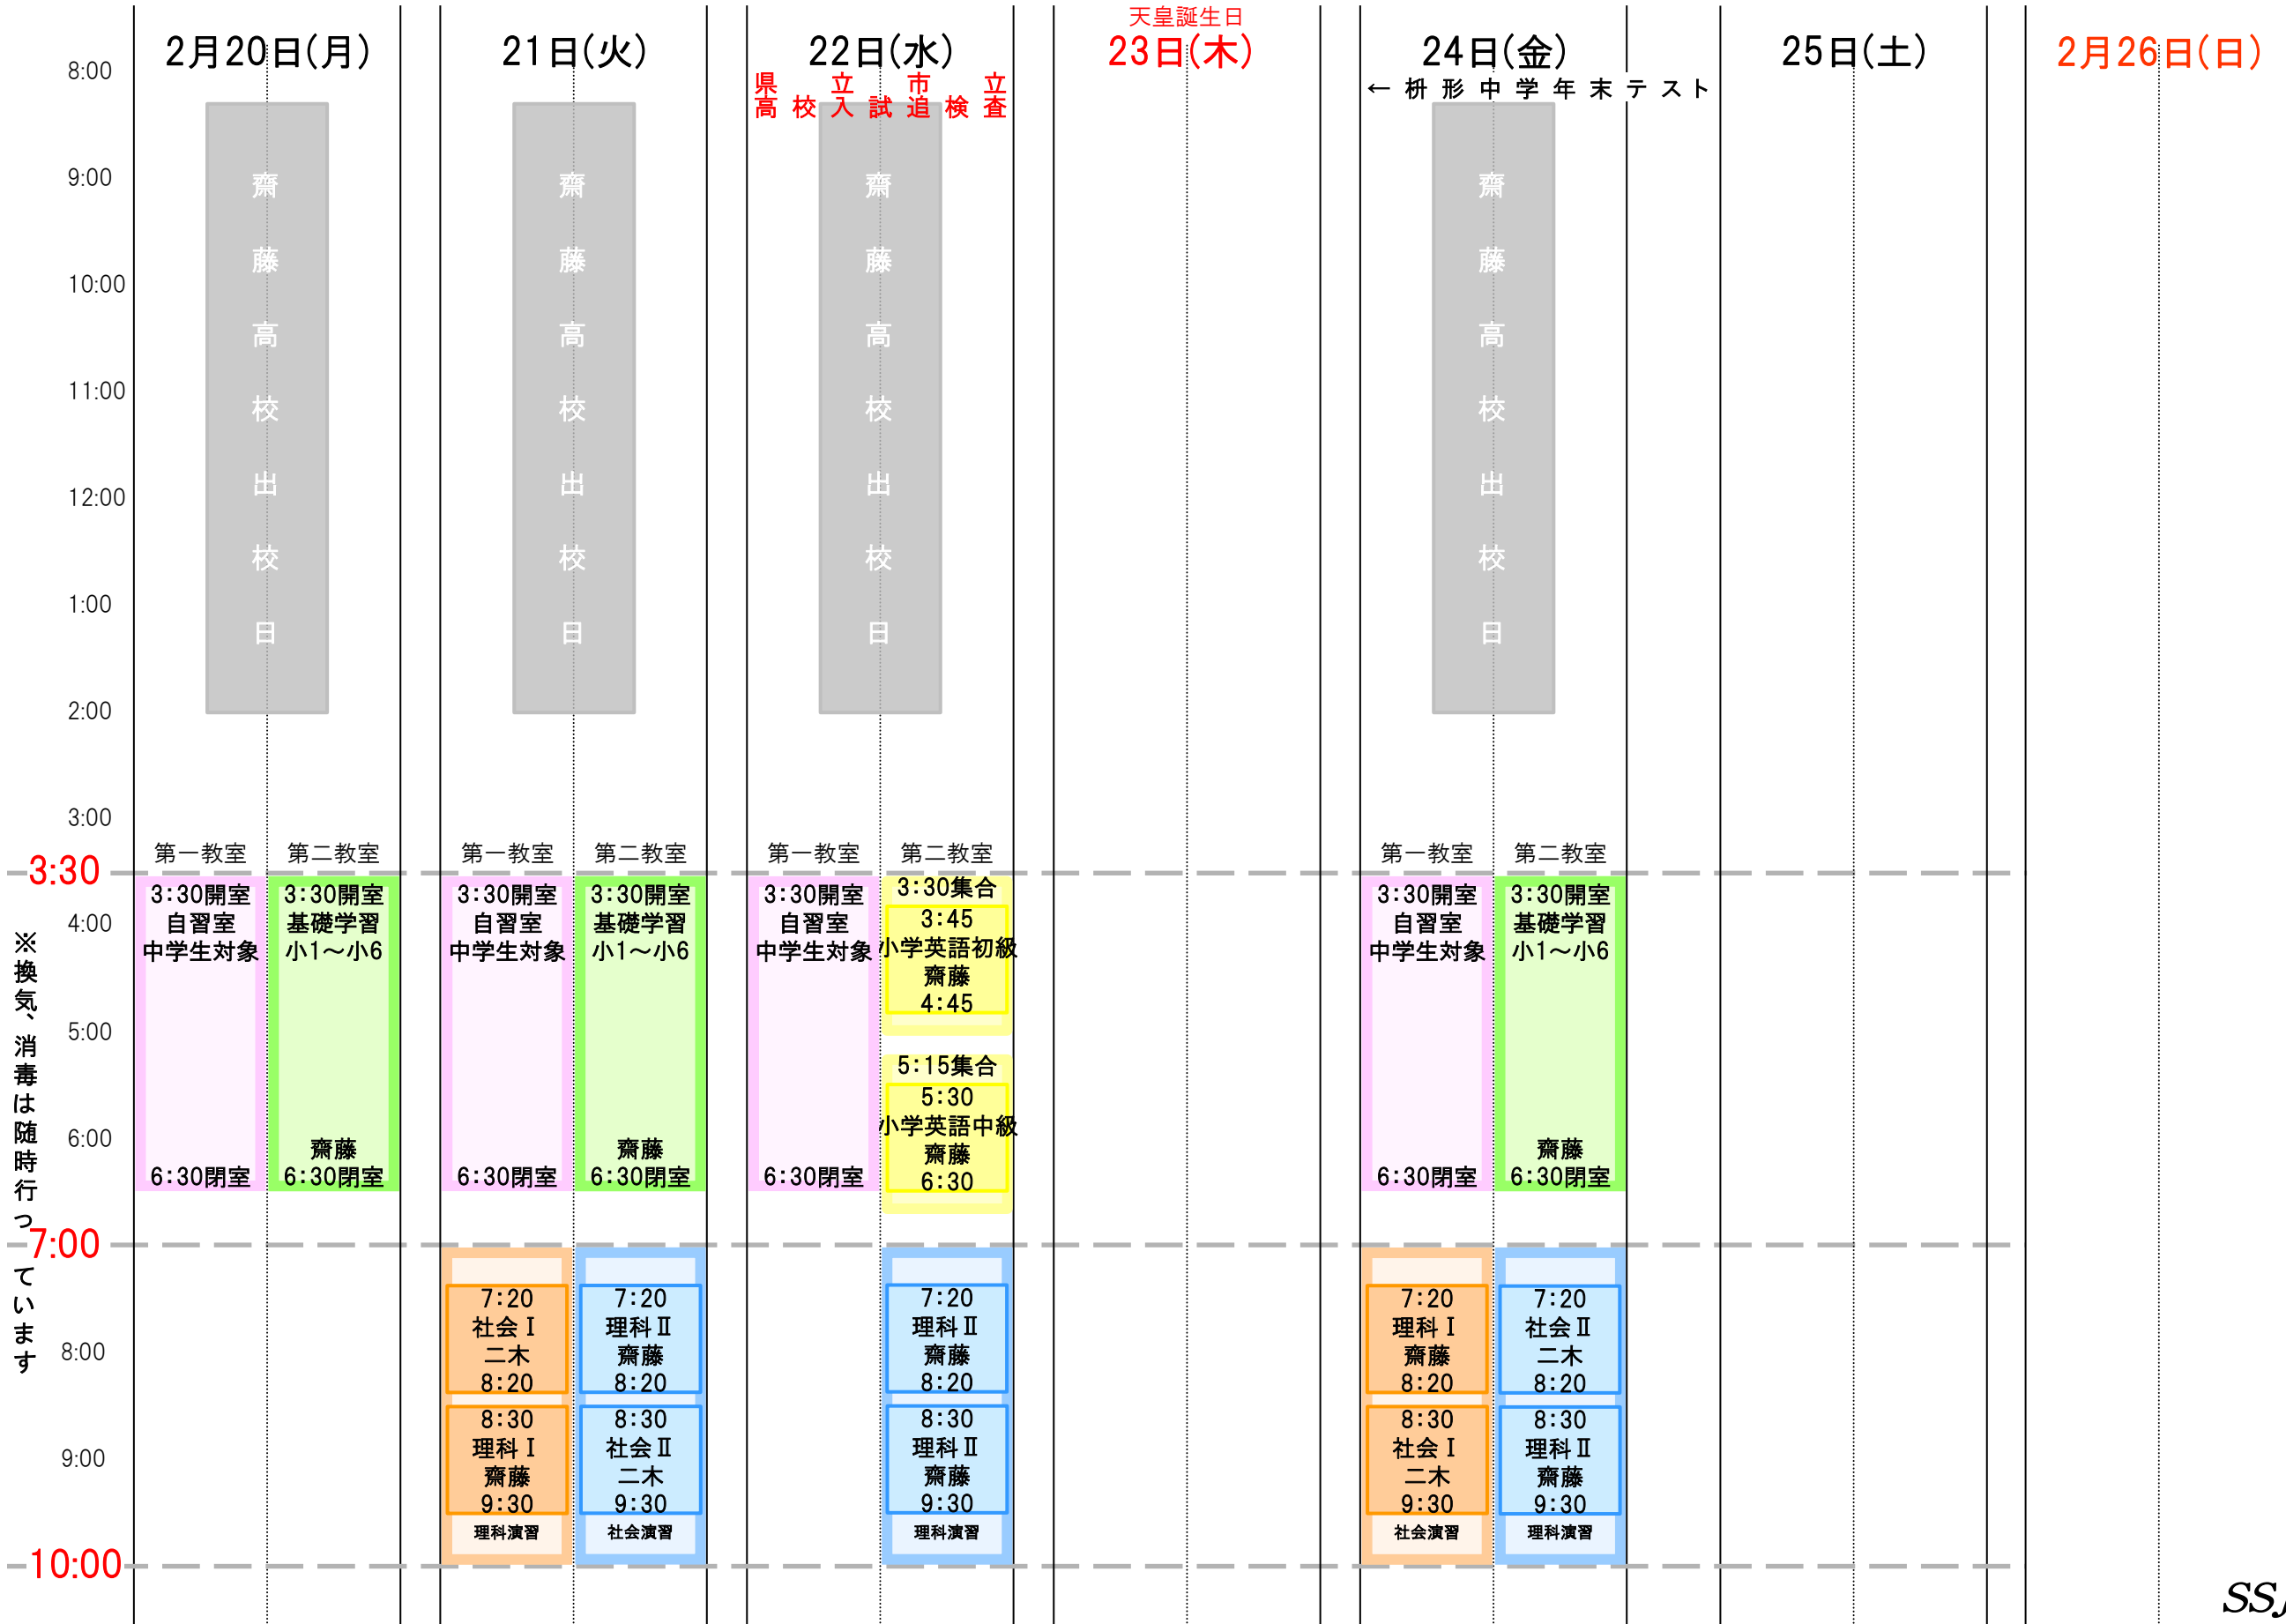 天皇誕生日
2月20日(月)
21日(火)
22日(水)
23日(木)
24日(金)
25日(土)
2月26日(日)
県立市立
高校入試追検査
←枡形中学年末テスト
8:00
9:00
10:00
11:00
12:00
1:00
2:00
3:00
3:30
4:00
5:00
6:00
7:00
8:00
9:00
10:00
※換気、消毒は随時行っています
齋藤高校出校日
第一教室
3:30開室
自習室
中学生対象
6:30閉室
第二教室
3:30開室
基礎学習
小1～小6
齋藤
6:30閉室
齋藤高校出校日
第一教室
3:30開室
自習室
中学生対象
6:30閉室
第二教室
3:30開室
基礎学習
小1～小6
齋藤
6:30閉室
7:20
社会Ⅰ
二木
8:20
8:30
理科Ⅰ
齋藤
9:30
理科演習
7:20
理科Ⅱ
齋藤
8:20
8:30
社会Ⅱ
二木
9:30
社会演習
齋藤高校出校日
第一教室
3:30開室
自習室
中学生対象
6:30閉室
第二教室
3:30集合
3:45
小学英語初級
齋藤
4:45
5:15集合
5:30
小学英語中級
齋藤
6:30
7:20
理科Ⅱ
齋藤
8:20
8:30
理科Ⅱ
齋藤
9:30
理科演習
齋藤高校出校日
第一教室
3:30開室
自習室
中学生対象
6:30閉室
第二教室
3:30開室
基礎学習
小1～小6
齋藤
6:30閉室
7:20
理科Ⅰ
齋藤
8:20
8:30
社会Ⅰ
二木
9:30
社会演習
7:20
社会Ⅱ
二木
8:20
8:30
理科Ⅱ
齋藤
9:30
理科演習